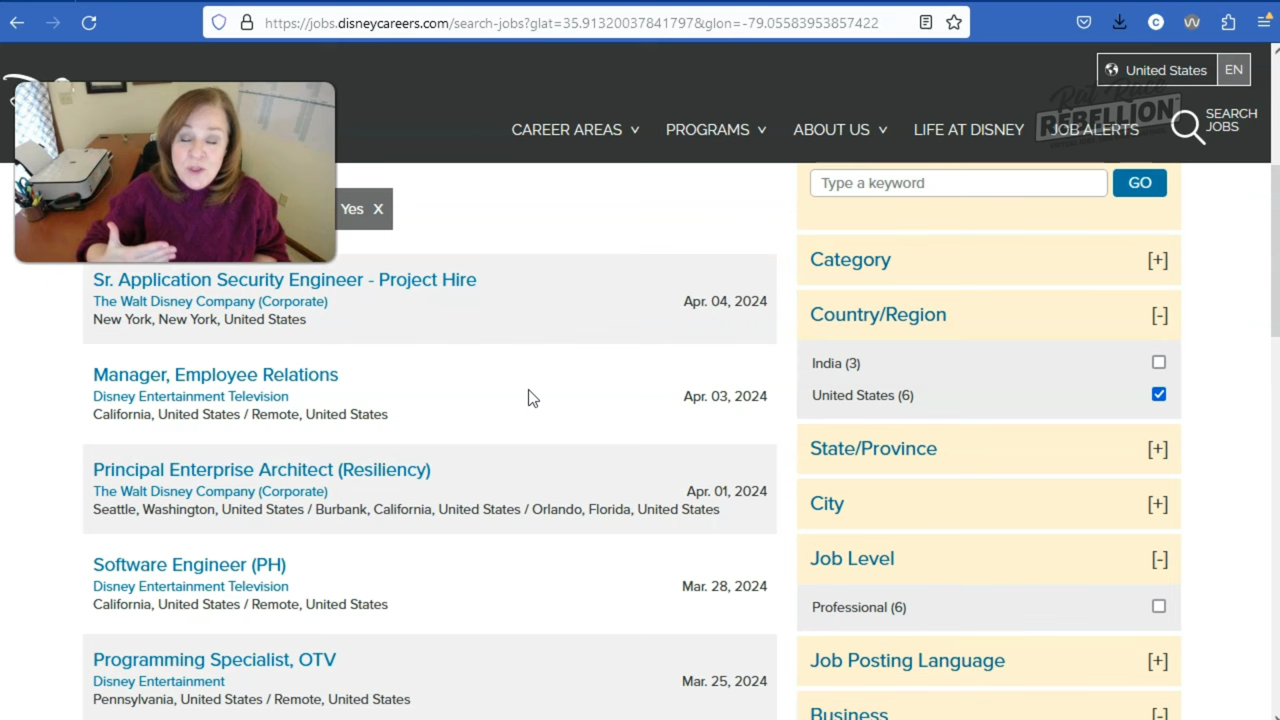 https://jobs.disneycareers.com/search-jobs?glat=35.9132003784179&glon=-79.05583953857422
United States EN
Rat Race
REBELLION
CAREER AREAS PROGRAMS ABOUT US LIFE AT DISNEY JOB ALERTS SEARCH JOBS
Yes X
Type a keyword GO
Sr. Application Security Engineer - Project Hire
The Walt Disney Company (Corporate) Apr. 04, 2024
New York, New York, United States
Manager, Employee Relations
Disney Entertainment Television Apr. 03, 2024
California, United States / Remote, United States
Principal Enterprise Architect (Resiliency)
The Walt Disney Company (Corporate) Apr. 01, 2024
Seattle, Washington, United States / Burbank, California, United States / Orlando, Florida, United States
Software Engineer (PH)
Disney Entertainment Television Mar. 28, 2024
California, United States / Remote, United States
Programming Specialist, OTV
Disney Entertainment Mar. 25, 2024
Pennsylvania, United States / Remote, United States
Category [+]
Country/Region [-]
India (3)
United States (6)
State/Province [+]
City [+]
Job Level [-]
Professional (6)
Job Posting Language [+]
Business [-]